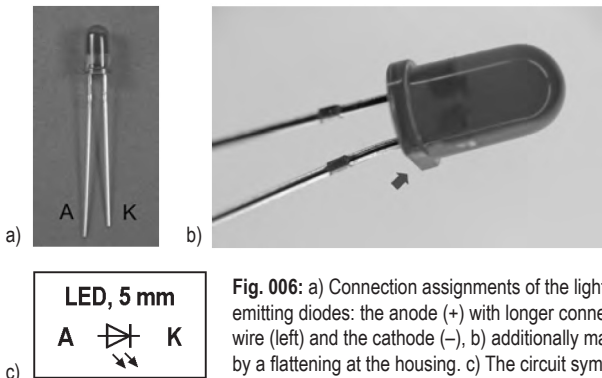 A K
a)
b)
LED, 5 mm
A K
c)
Fig. 006: a) Connection assignments of the light
emitting diodes: the anode (+) with longer conne
wire (left) and the cathode (–), b) additionally ma
by a flattening at the housing. c) The circuit sym